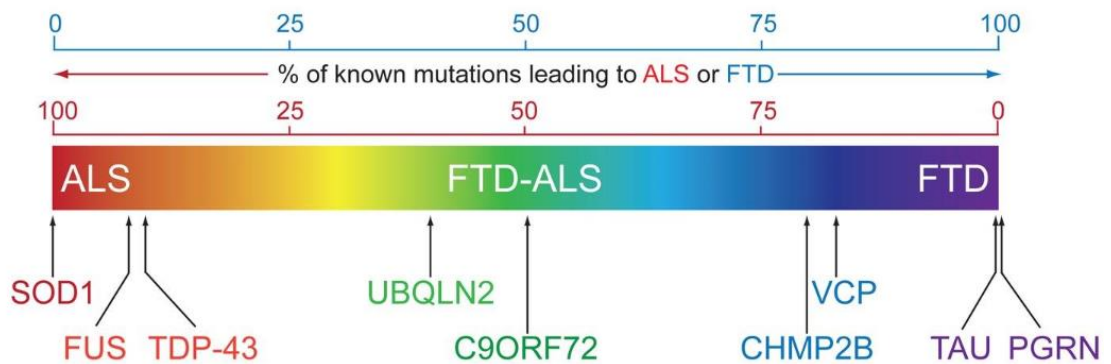 0 25 50 75 100
% of known mutations leading to ALS or FTD
100 25 50 75 0
ALS FTD-ALS FTD
SOD1 UBQLN2 VCP
FUS TDP-43 C9ORF72 CHMP2B TAU PGRN